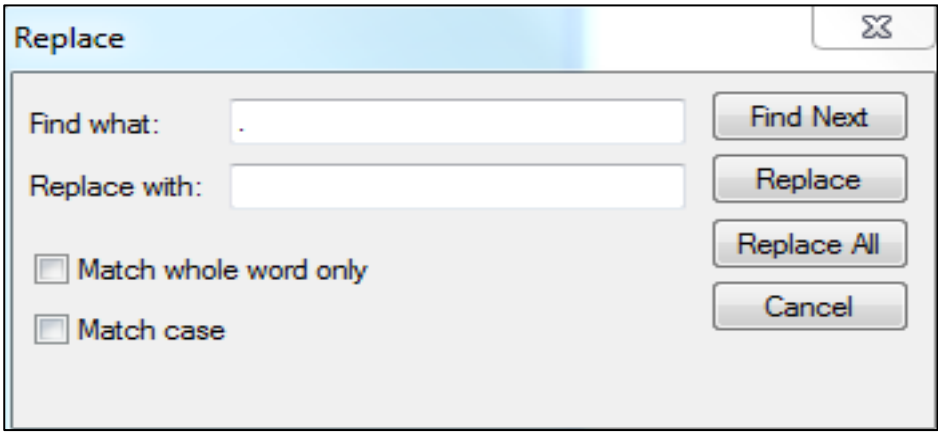 Replace
Find what: .
Find Next
Replace with:
Replace
Replace All
Match whole word only
Cancel
Match case